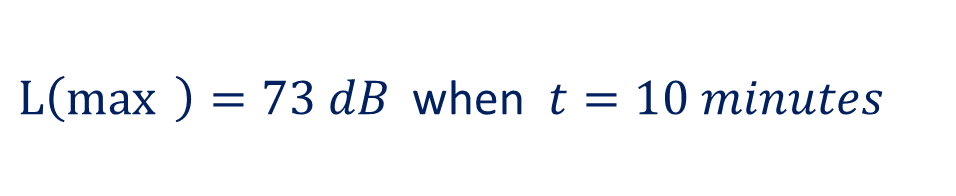 L(max ) = 73 dB when t = 10 minutes